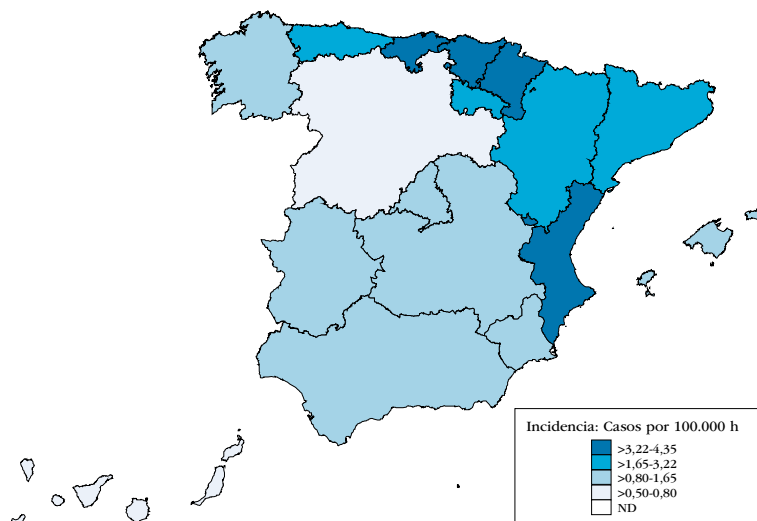 Incidencia: Casos por 100.000 h
>3,22-4,35
>1,65-3,22
>0,80-1,65
>0,50-0,80
ND